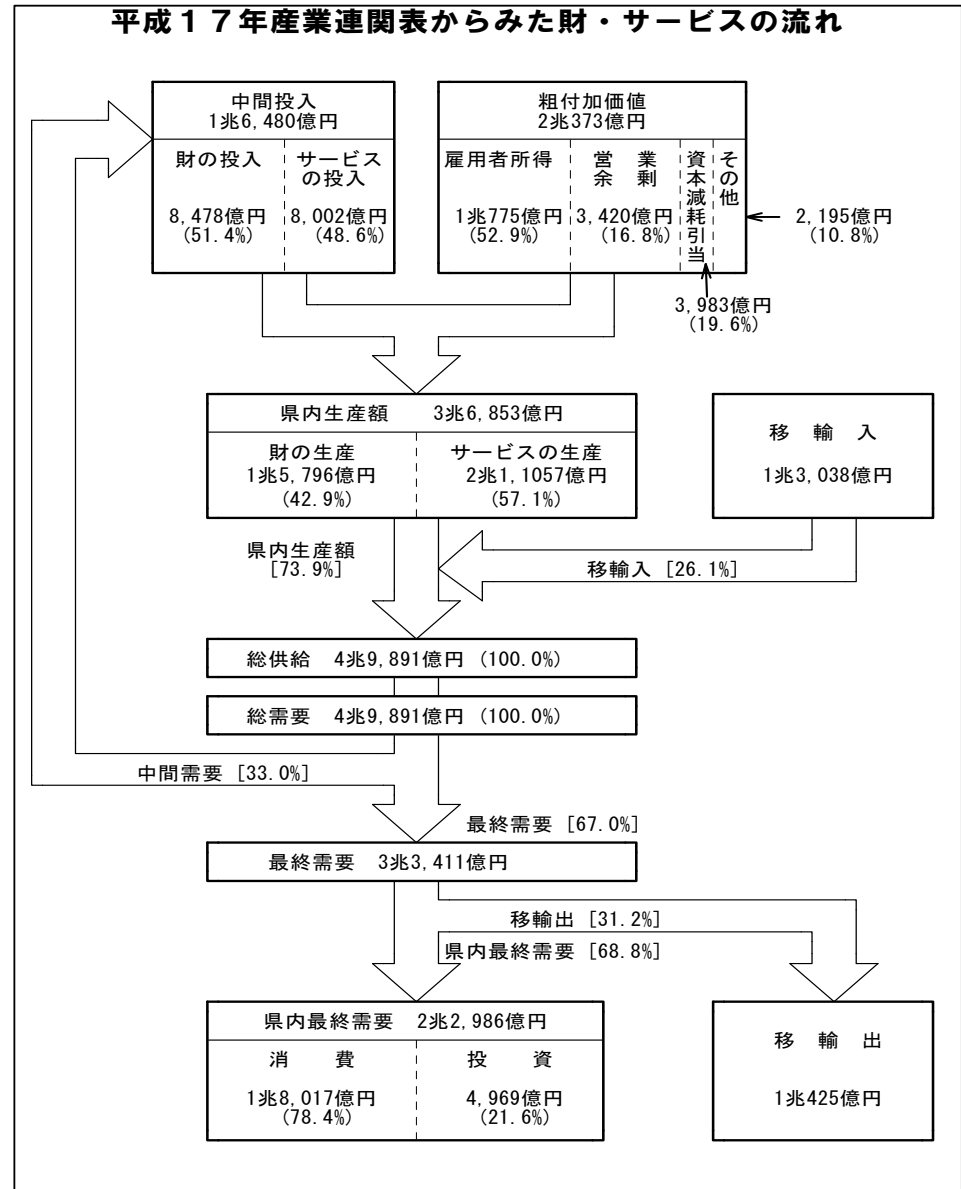 平成１７年産業連関表からみた財・サービスの流れ
中間投入
1兆6,480億円
財の投入
8,478億円
(51.4%)
サービス
の投入
8,002億円
(48.6%)
粗付加価値
2兆373億円
雇用者所得
1兆775億円
(52.9%)
営業
余剰
3,420億円
(16.8%)
資本減耗引当
その他
2,195億円
(10.8%)
3,983億円
(19.6%)
県内生産額 3兆6,853億円
財の生産
1兆5,796億円
(42.9%)
サービスの生産
2兆1,1057億円
(57.1%)
移輸入
1兆3,038億円
県内生産額
[73.9%]
移輸入 [26.1%]
総供給 4兆9,891億円 (100.0%)
総需要 4兆9,891億円 (100.0%)
中間需要 [33.0%]
最終需要 [67.0%]
最終需要 3兆3,411億円
移輸出 [31.2%]
県内最終需要 [68.8%]
県内最終需要 2兆2,986億円
消費
1兆8,017億円
(78.4%)
投資
4,969億円
(21.6%)
移輸出
1兆425億円